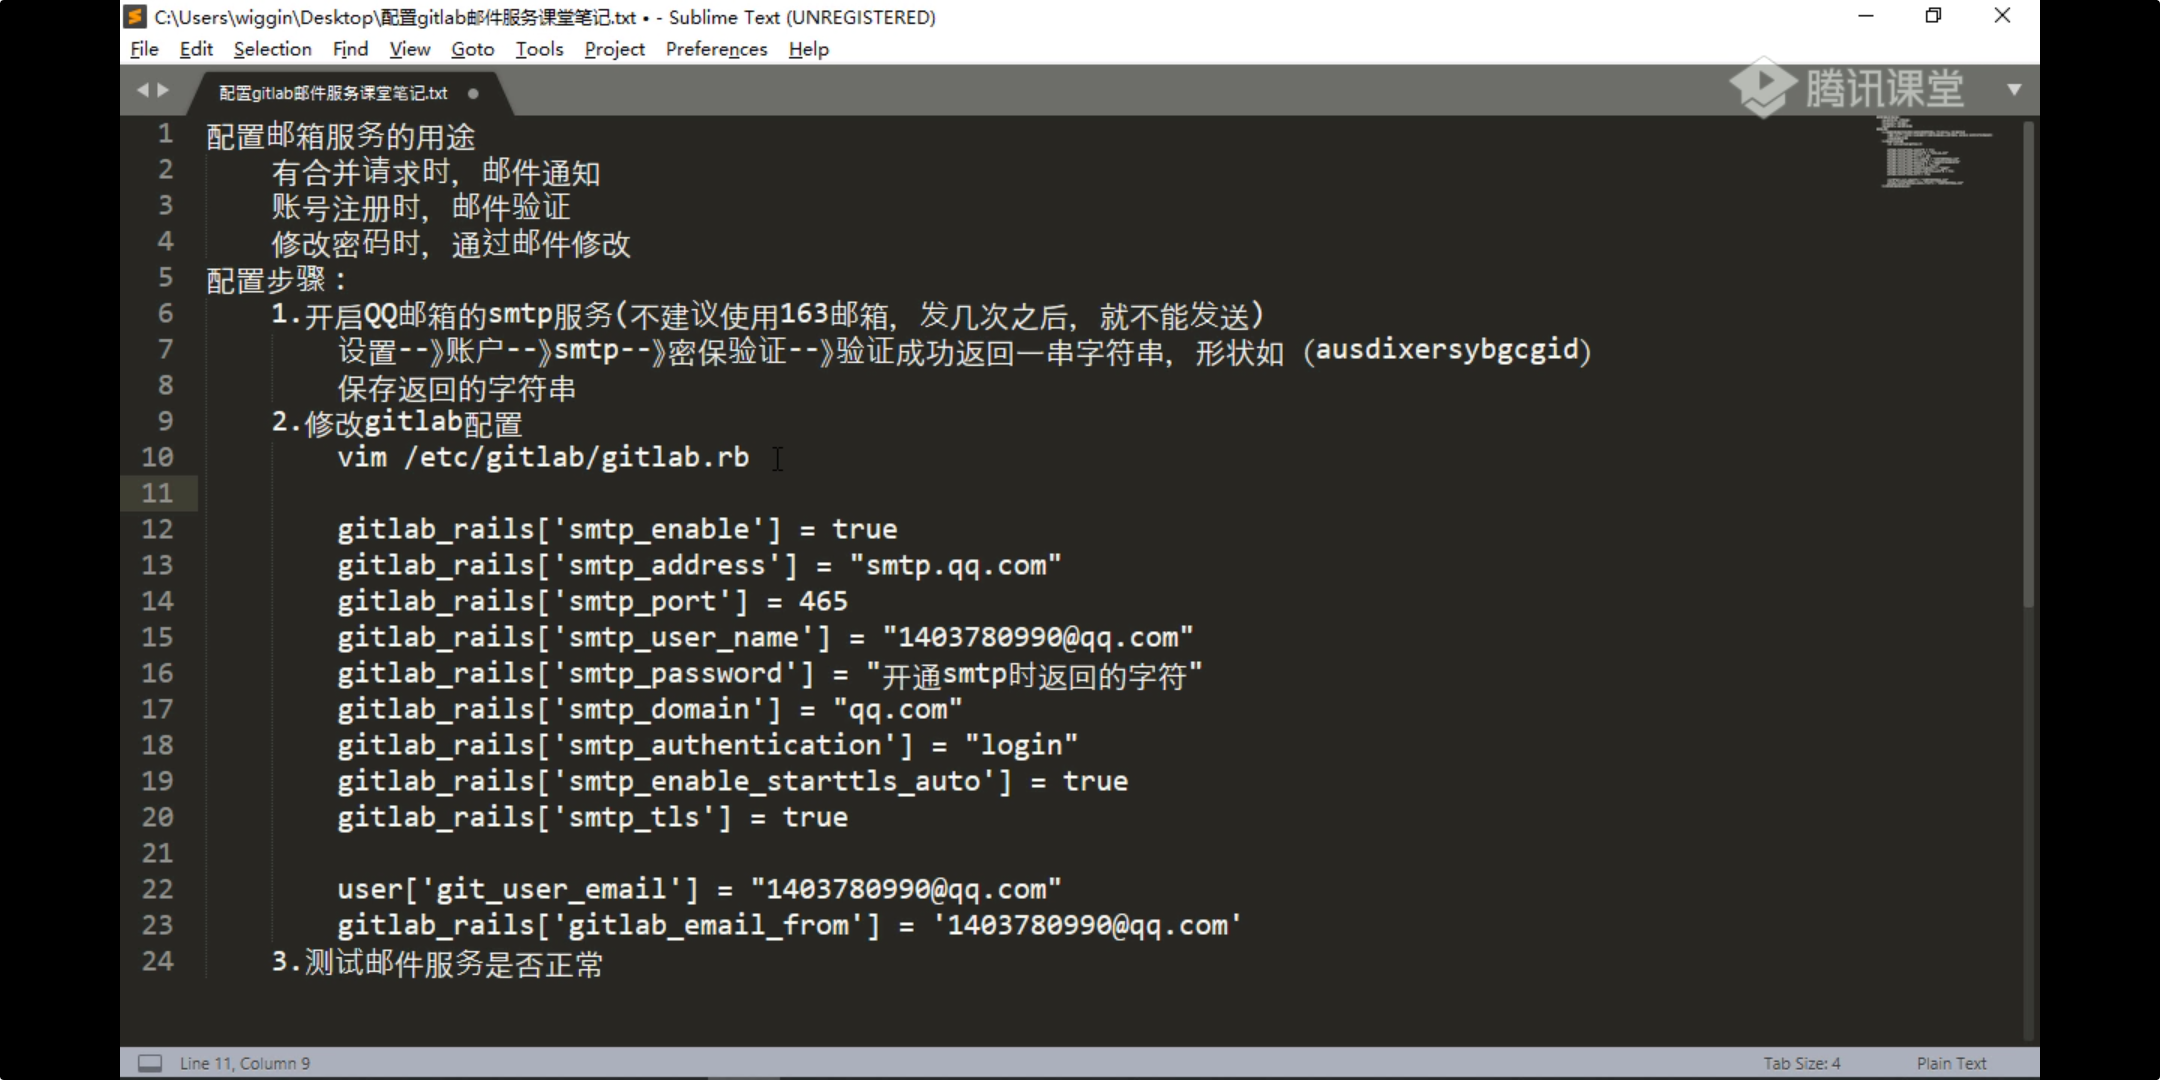 C:\Users\wiggin\Desktop\配置gitlab邮件服务课堂笔记.txt • - Sublime Text (UNREGISTERED)
File Edit Selection Find View Goto Tools Project Preferences Help
配置gitlab邮件服务课堂笔记.txt
腾讯课堂
1 配置邮箱服务的用途
2 有合并请求时，邮件通知
3 账号注册时，邮件验证
4 修改密码时，通过邮件修改
5 配置步骤：
6 1.开启QQ邮箱的smtp服务(不建议使用163邮箱，发几次之后，就不能发送)
7 设置--》账户--》smtp--》密保验证--》验证成功返回一串字符串，形状如（ausdixersybgcgid）
8 保存返回的字符串
9 2.修改gitlab配置
10 vim /etc/gitlab/gitlab.rb
11
12 gitlab_rails['smtp_enable'] = true
13 gitlab_rails['smtp_address'] = "smtp.qq.com"
14 gitlab_rails['smtp_port'] = 465
15 gitlab_rails['smtp_user_name'] = "1403780990@qq.com"
16 gitlab_rails['smtp_password'] = "开通smtp时返回的字符"
17 gitlab_rails['smtp_domain'] = "qq.com"
18 gitlab_rails['smtp_authentication'] = "login"
19 gitlab_rails['smtp_enable_starttls_auto'] = true
20 gitlab_rails['smtp_tls'] = true
21
22 user['git_user_email'] = "1403780990@qq.com"
23 gitlab_rails['gitlab_email_from'] = '1403780990@qq.com'
24 3.测试邮件服务是否正常
Line 11, Column 9
Tab Size: 4
Plain Text